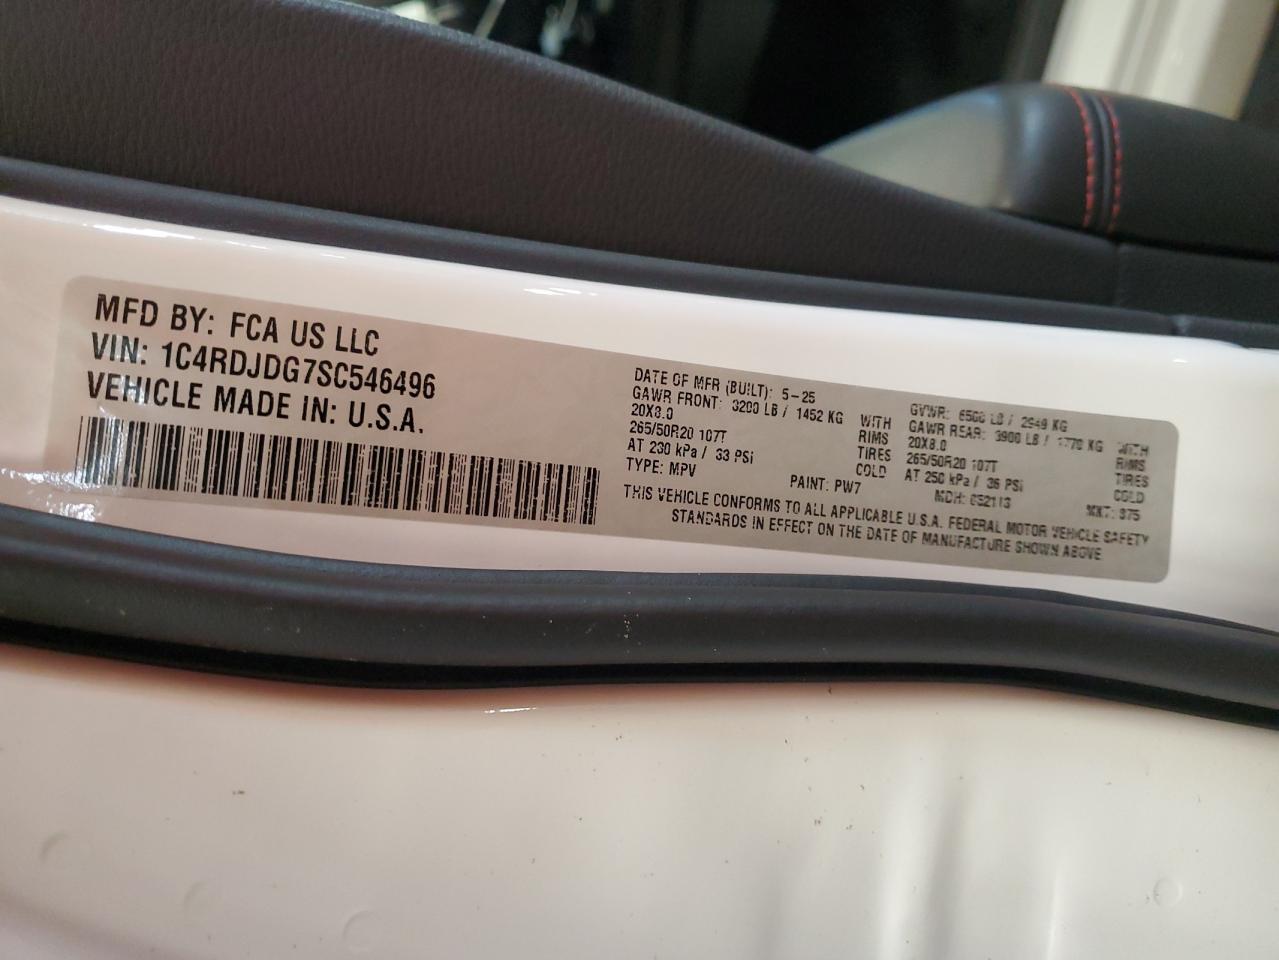 MFD BY: FCA US LLC
VIN: 1C4RDJDG7SC546496
VEHICLE MADE IN: U.S.A.
DATE OF MFR (BUILT): 5-25
GAWR FRONT: 3200 LB / 1452 KG WITH
20X8.0 RIMS
265/50R20 107T TIRES
AT 230 kPa / 33 PSI COLD
TYPE: MPV PAINT: PW7
GVWR: 6500 LB / 2949 KG
GAWR REAR: 3900 LB / 1770 KG WITH
20X8.0 RIMS
265/50R20 107T TIRES
AT 250 kPa / 36 PSI COLD
MDH: 052113 MKT: 975
THIS VEHICLE CONFORMS TO ALL APPLICABLE U.S.A. FEDERAL MOTOR VEHICLE SAFETY
STANDARDS IN EFFECT ON THE DATE OF MANUFACTURE SHOWN ABOVE